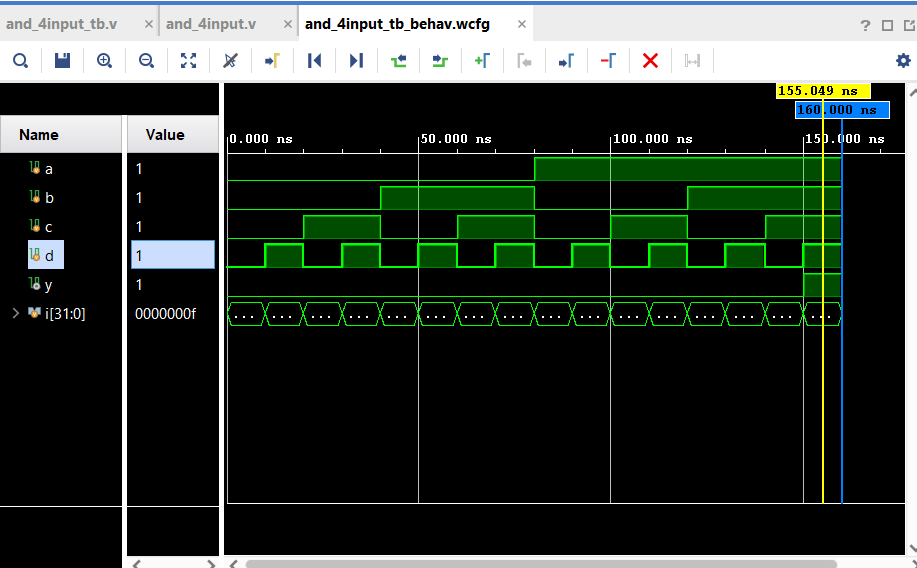 and_4input_tb.v × and_4input.v × and_4input_tb_behav.wcfg ×
155.049 ns
160.000 ns
Name Value 0.000 ns 50.000 ns 100.000 ns 150.000 ns
a 1
b 1
c 1
d 1
y 1
i[31:0] 0000000f ... ... ... ... ... ... ... ... ... ... ... ... ... ... ... ...